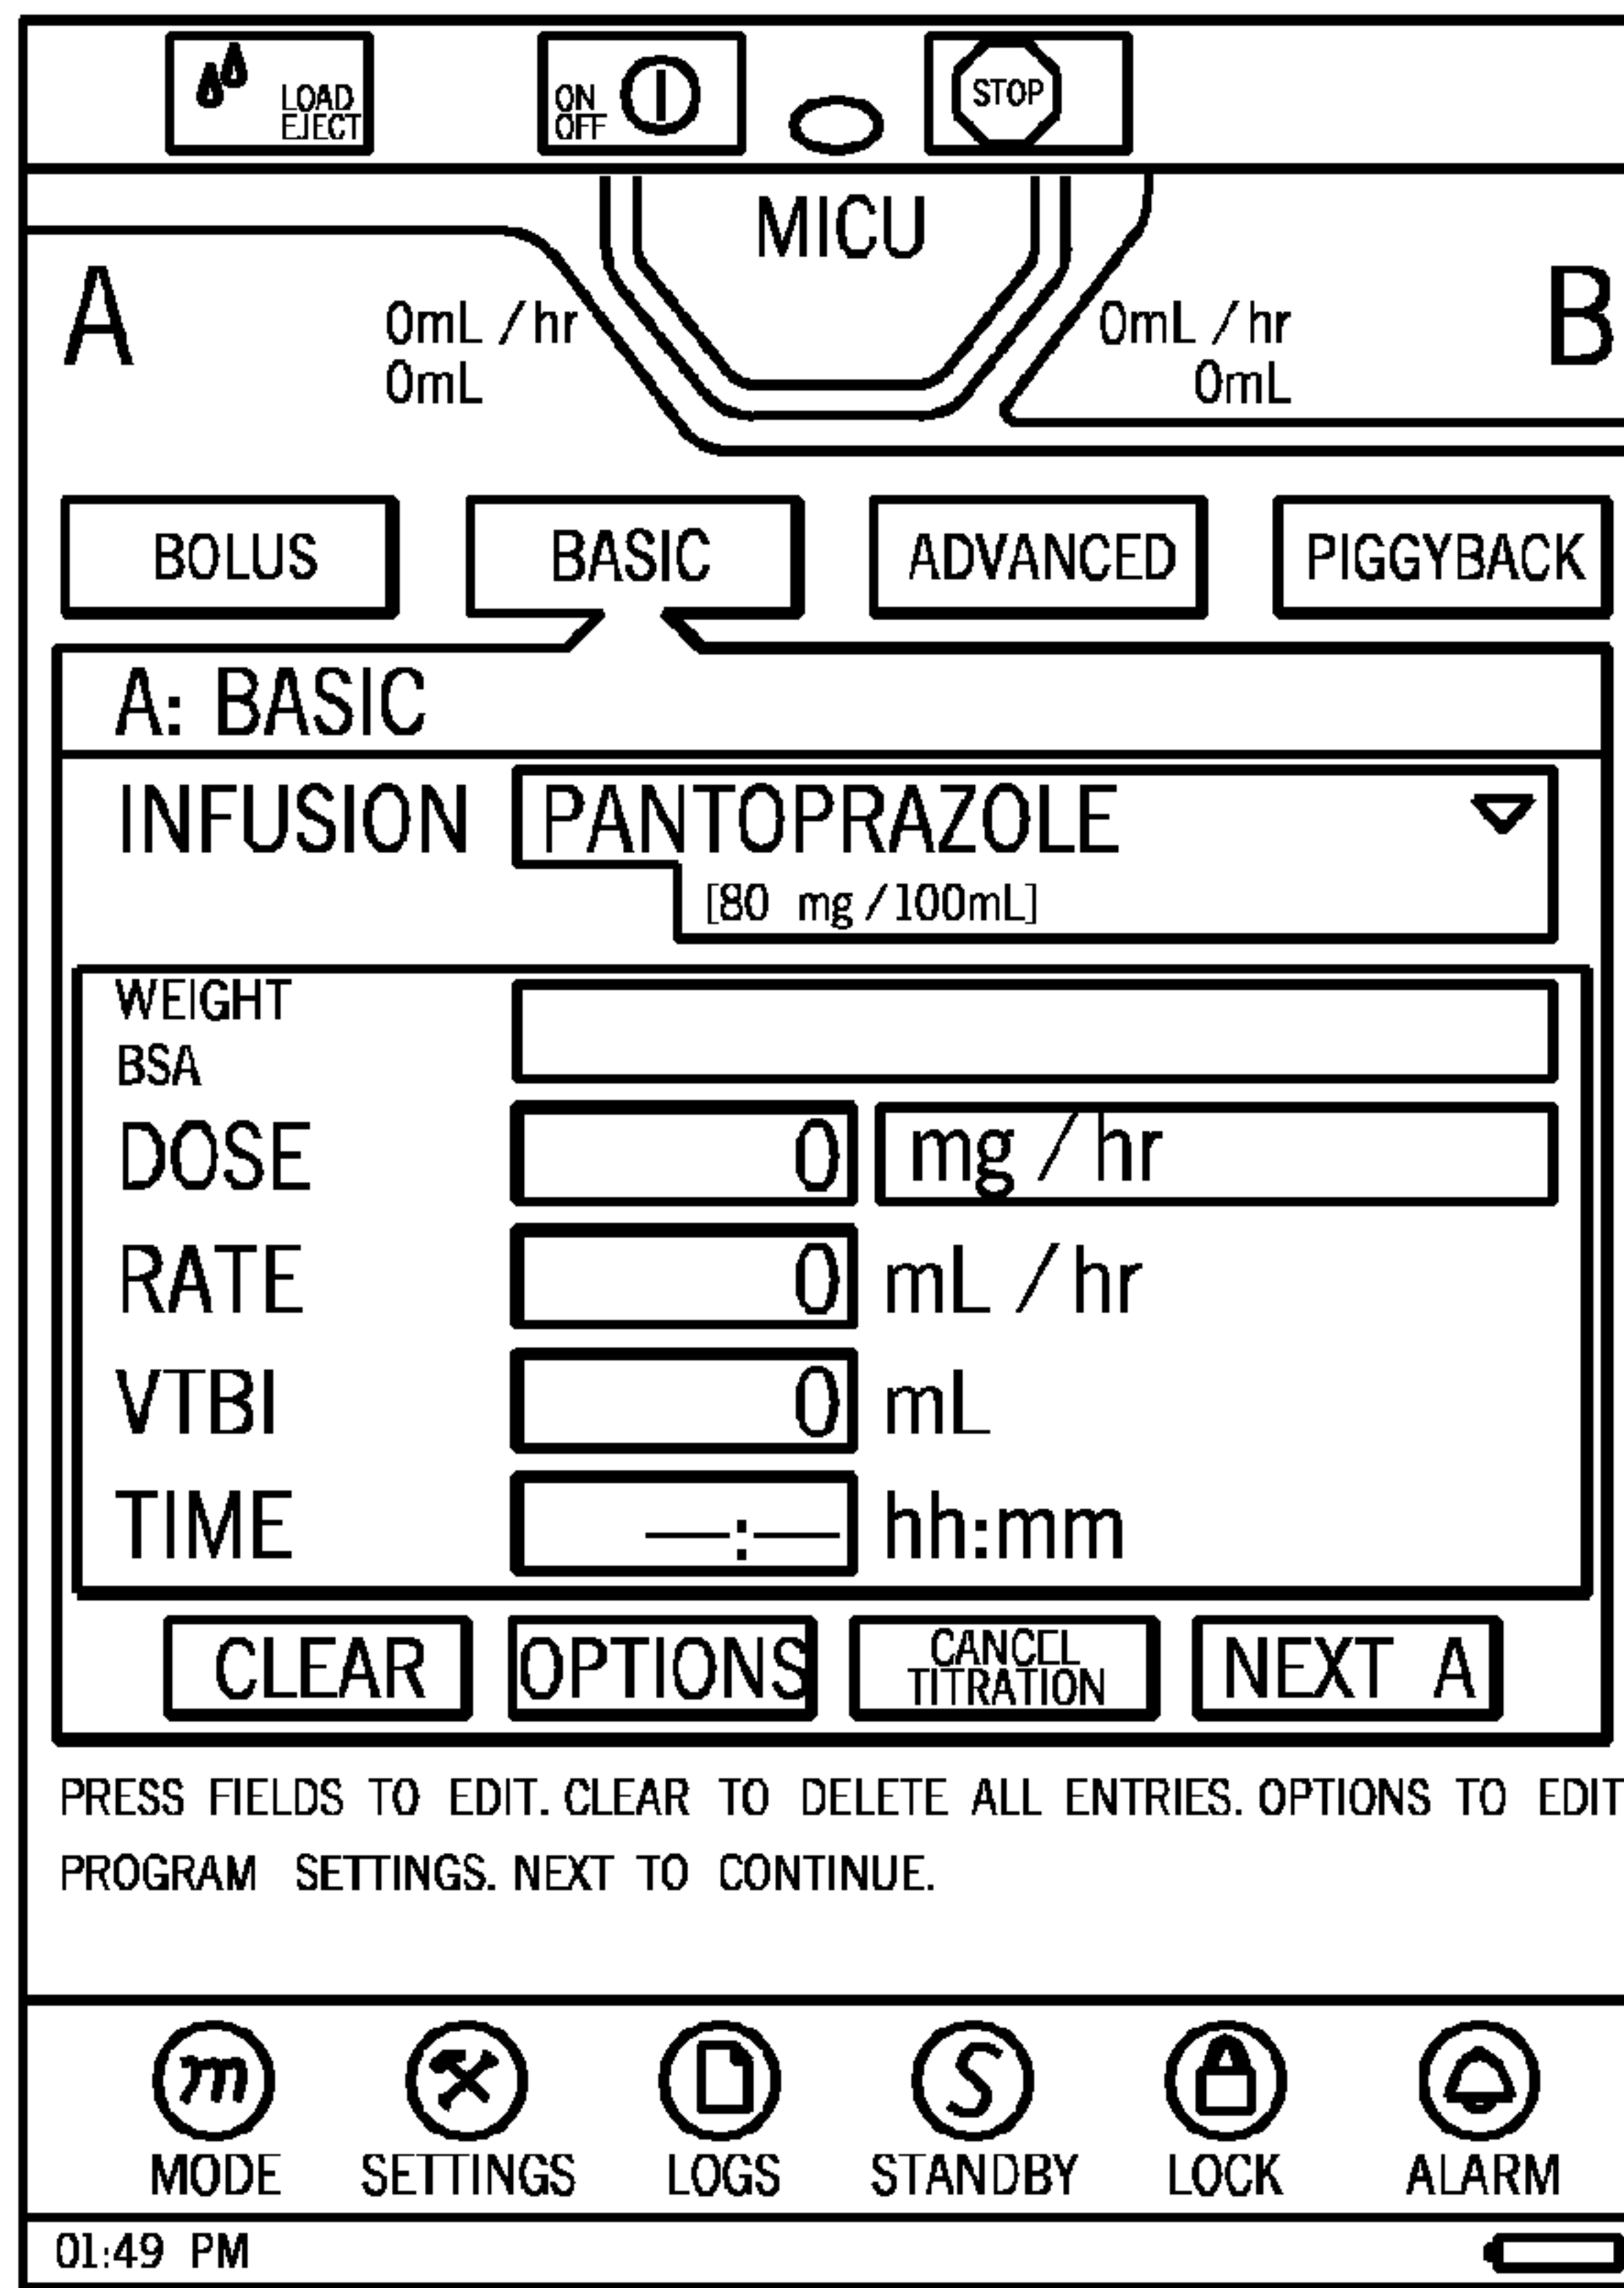 LOAD
EJECT
ON
OFF
STOP
MICU
A
0mL / hr
0mL
0mL / hr
0mL
B
BOLUS
BASIC
ADVANCED
PIGGYBACK
A: BASIC
INFUSION PANTOPRAZOLE
[80 mg / 100mL]
WEIGHT
BSA
DOSE 0 mg / hr
RATE 0 mL / hr
VTBI 0 mL
TIME --:-- hh:mm
CLEAR
OPTIONS
CANCEL
TITRATION
NEXT A
PRESS FIELDS TO EDIT. CLEAR TO DELETE ALL ENTRIES. OPTIONS TO EDIT
PROGRAM SETTINGS. NEXT TO CONTINUE.
m
S
MODE SETTINGS LOGS STANDBY LOCK ALARM
01:49 PM